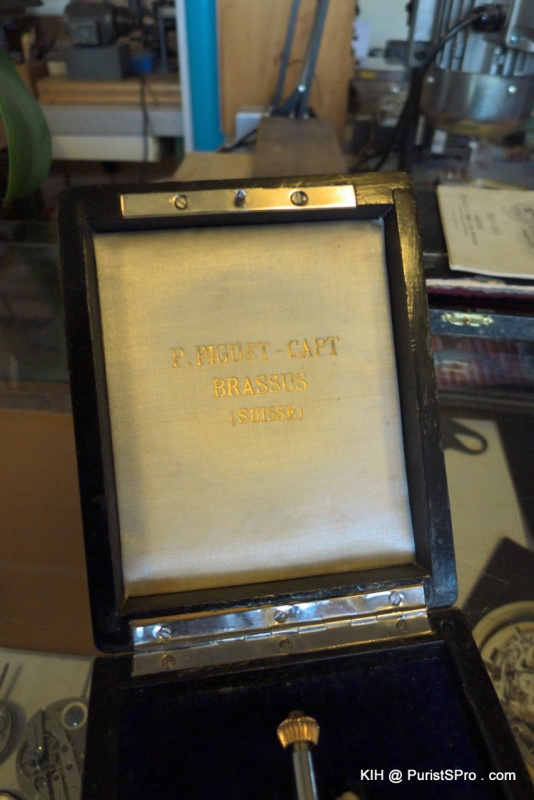 P. PIGUET - CAPT
BRASSUS
(SUISSE)
KIH @ PuristSPro . com